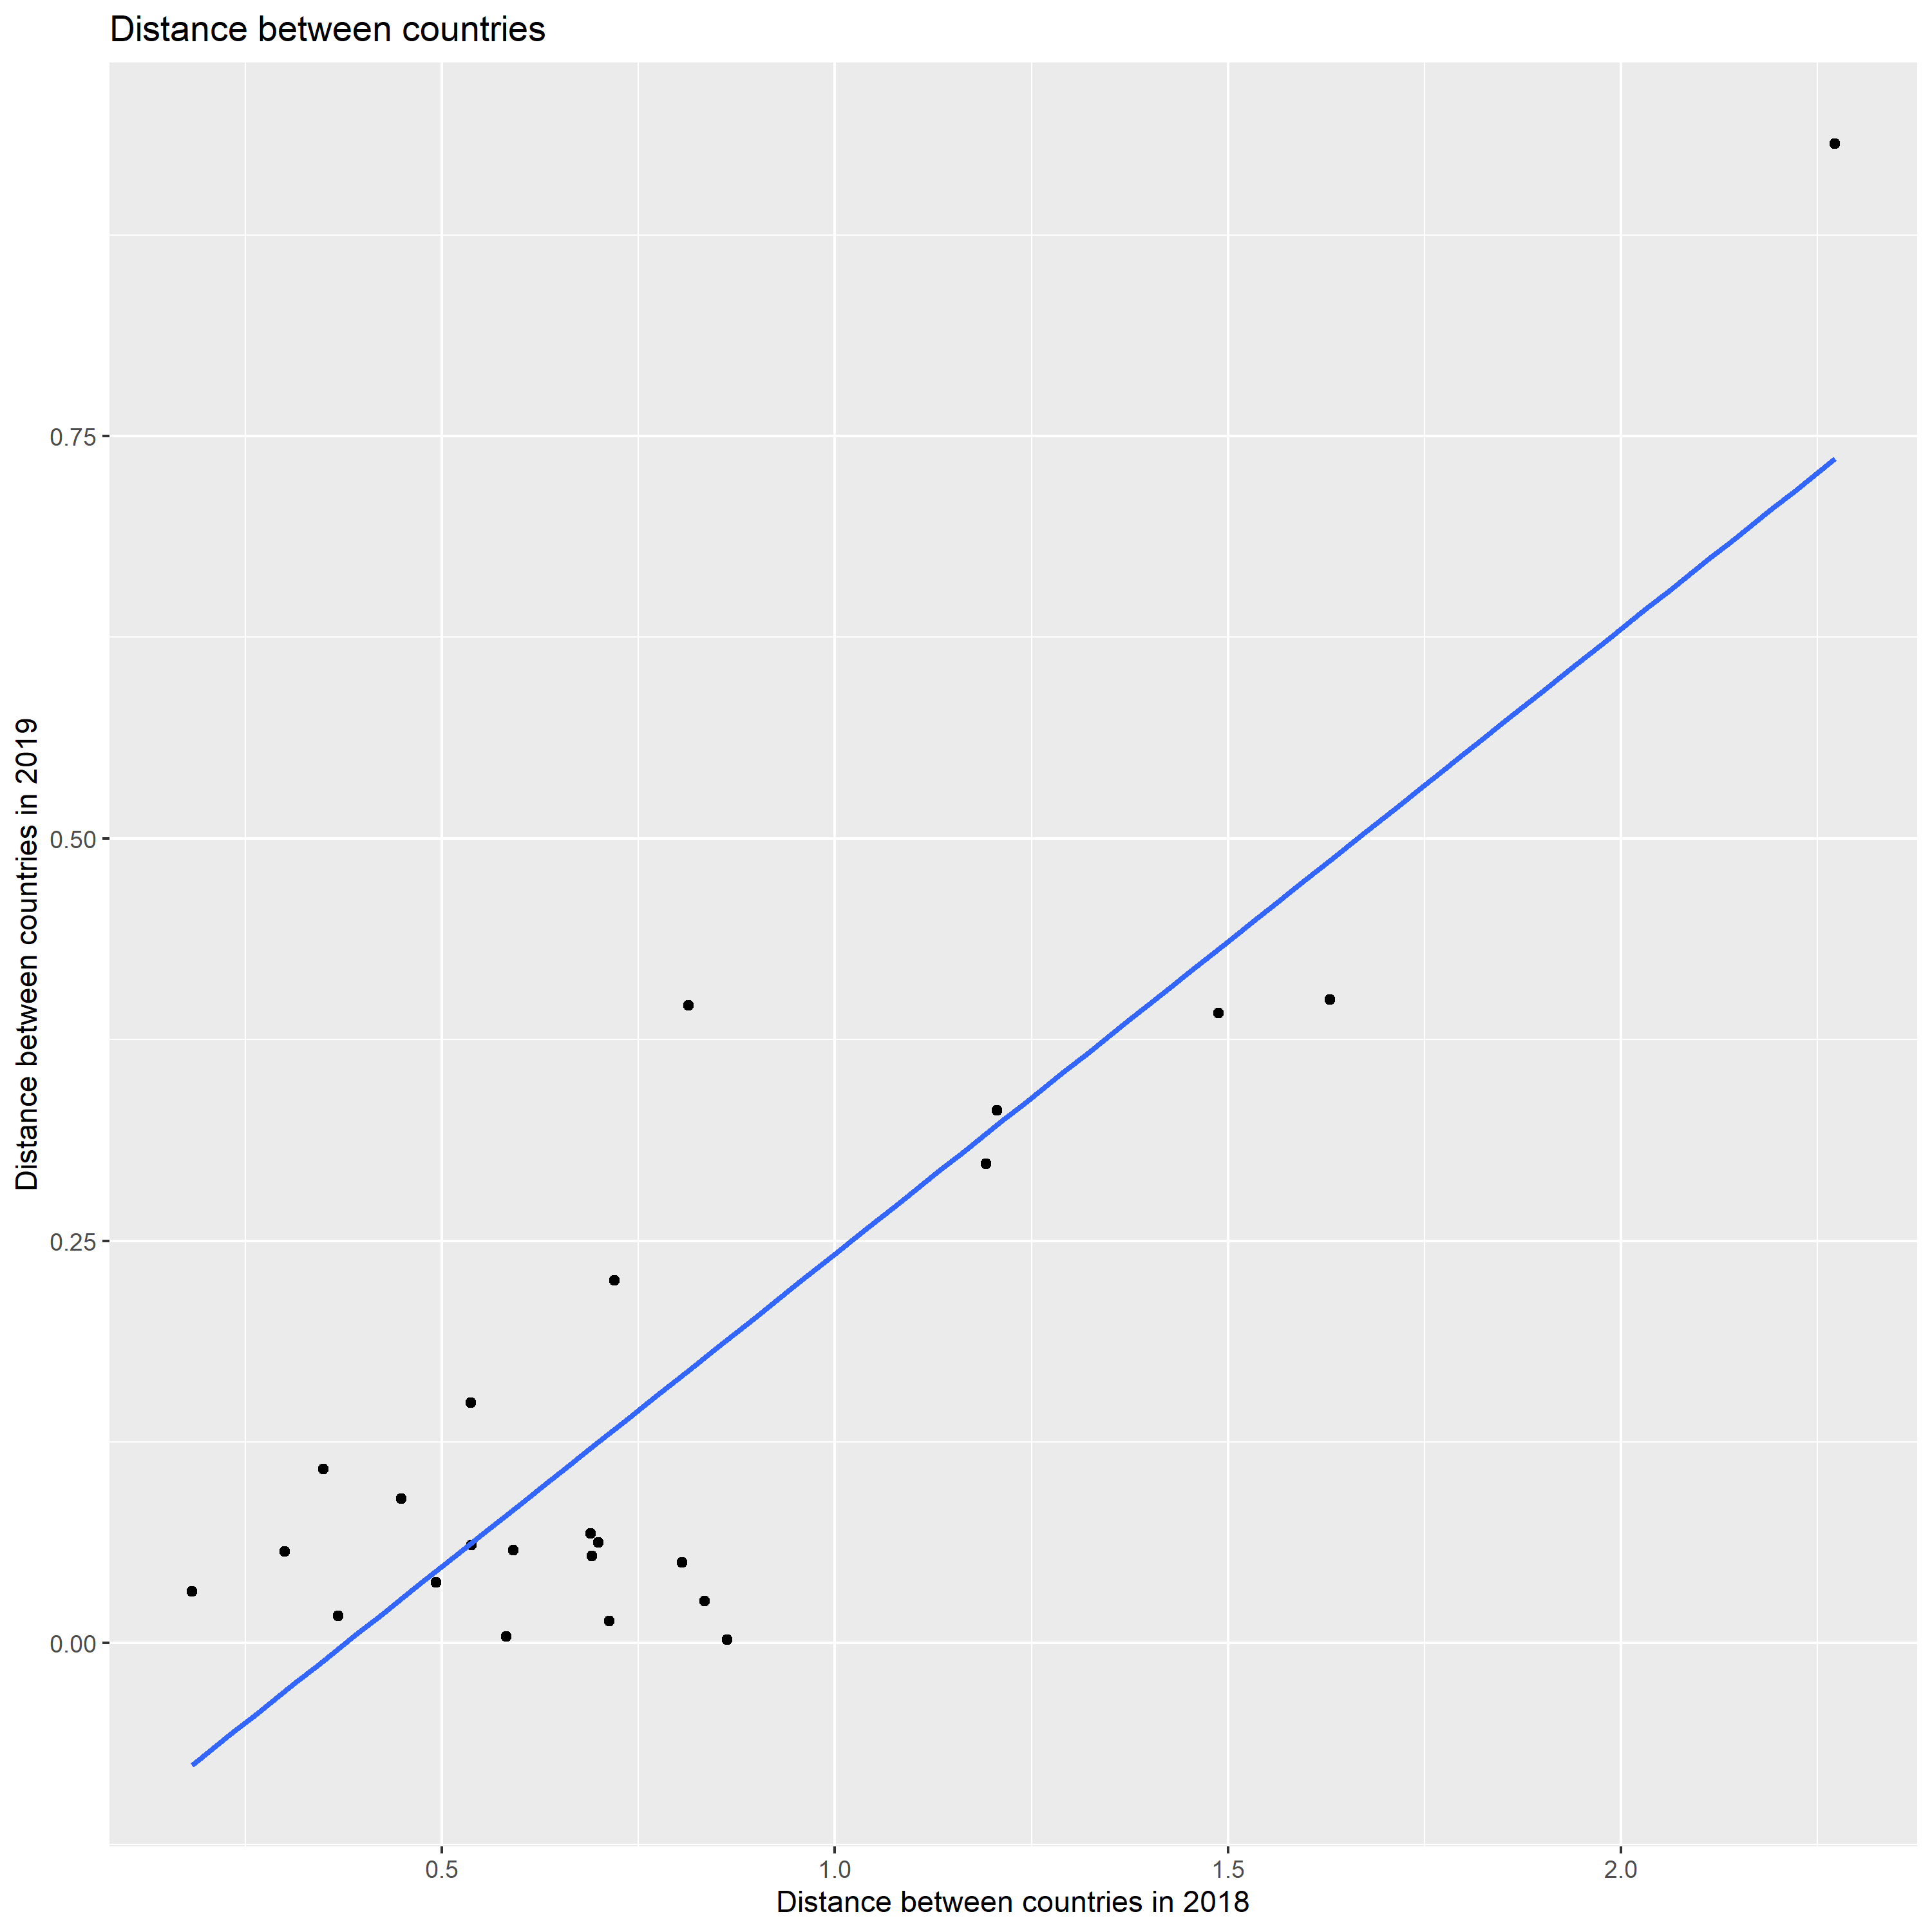 Distance between countries
Distance between countries in 2019
0.75
0.50
0.25
0.00
0.5 1.0 1.5 2.0
Distance between countries in 2018